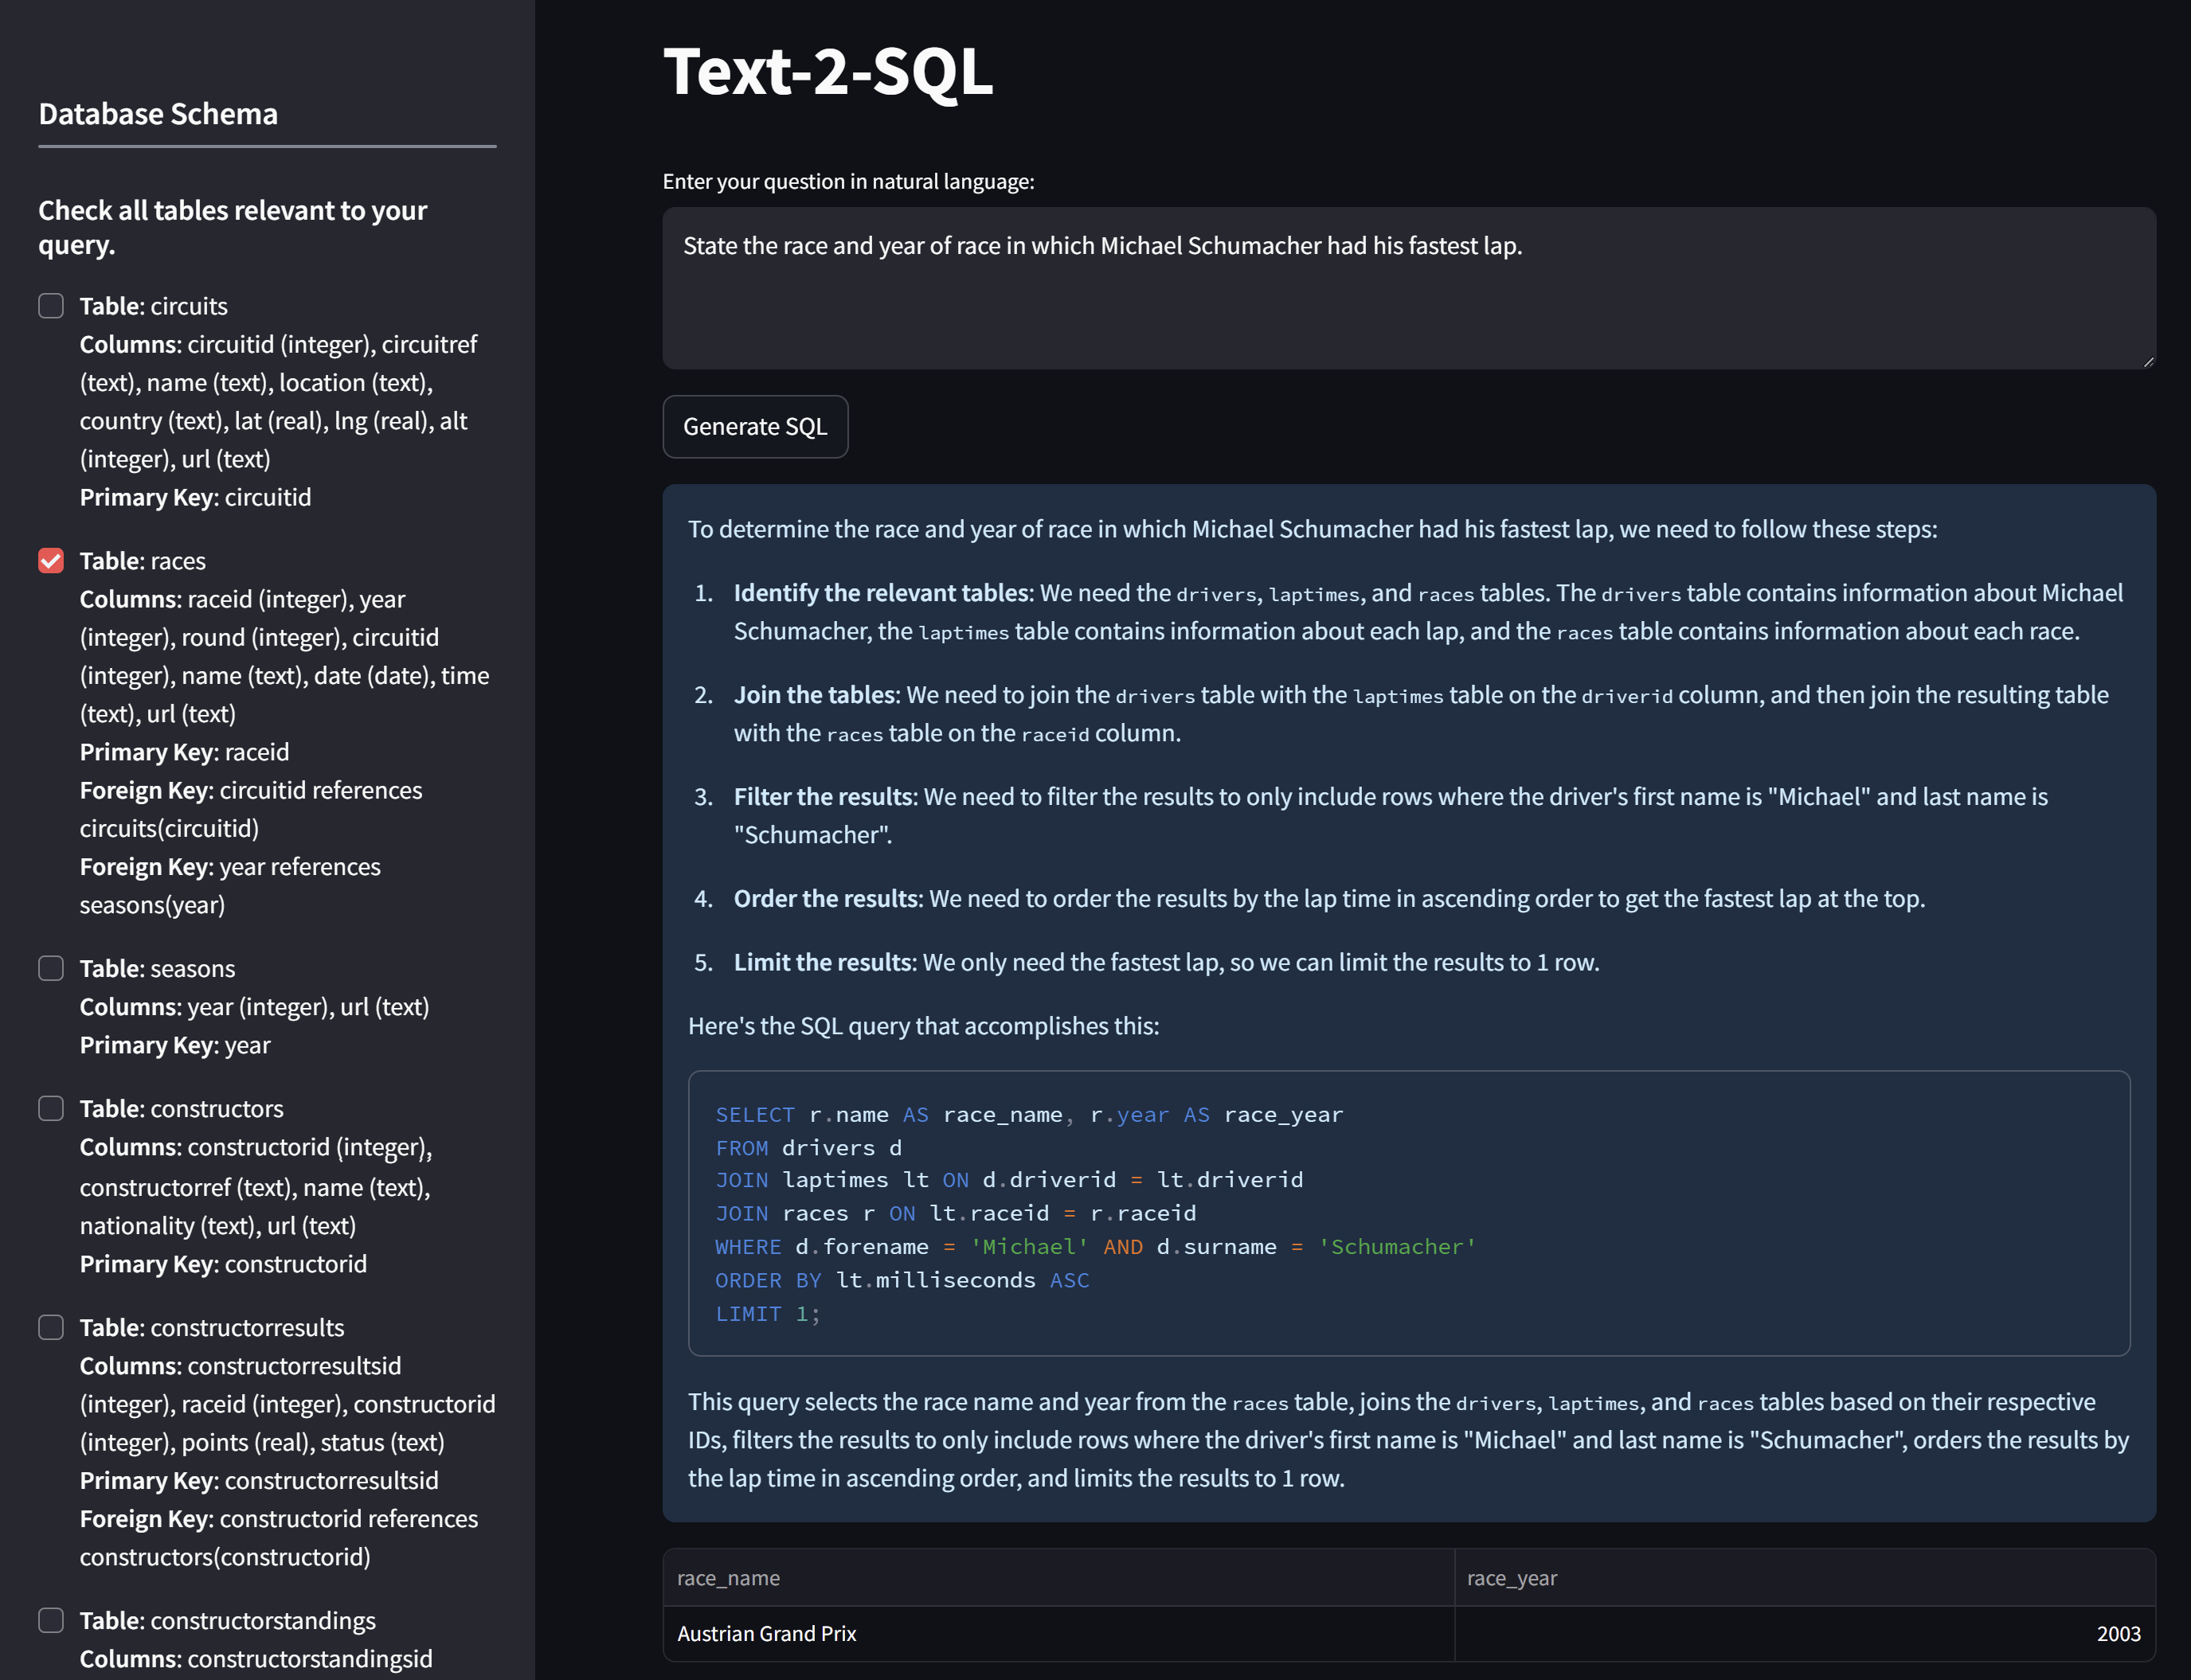 Database Schema
Check all tables relevant to your
query.
Table: circuits
Columns: circuitid (integer), circuitref
(text), name (text), location (text),
country (text), lat (real), lng (real), alt
(integer), url (text)
Primary Key: circuitid
Table: races
Columns: raceid (integer), year
(integer), round (integer), circuitid
(integer), name (text), date (date), time
(text), url (text)
Primary Key: raceid
Foreign Key: circuitid references
circuits(circuitid)
Foreign Key: year references
seasons(year)
Table: seasons
Columns: year (integer), url (text)
Primary Key: year
Table: constructors
Columns: constructorid (integer),
constructorref (text), name (text),
nationality (text), url (text)
Primary Key: constructorid
Table: constructorresults
Columns: constructorresultsid
(integer), raceid (integer), constructorid
(integer), points (real), status (text)
Primary Key: constructorresultsid
Foreign Key: constructorid references
constructors(constructorid)
Table: constructorstandings
Columns: constructorstandingsid
Text-2-SQL
Enter your question in natural language:
State the race and year of race in which Michael Schumacher had his fastest lap.
Generate SQL
To determine the race and year of race in which Michael Schumacher had his fastest lap, we need to follow these steps:
1. Identify the relevant tables: We need the drivers, laptimes, and races tables. The drivers table contains information about Michael
Schumacher, the laptimes table contains information about each lap, and the races table contains information about each race.
2. Join the tables: We need to join the drivers table with the laptimes table on the driverid column, and then join the resulting table
with the races table on the raceid column.
3. Filter the results: We need to filter the results to only include rows where the driver's first name is "Michael" and last name is
"Schumacher".
4. Order the results: We need to order the results by the lap time in ascending order to get the fastest lap at the top.
5. Limit the results: We only need the fastest lap, so we can limit the results to 1 row.
Here's the SQL query that accomplishes this:
SELECT r.name AS race_name, r.year AS race_year
FROM drivers d
JOIN laptimes lt ON d.driverid = lt.driverid
JOIN races r ON lt.raceid = r.raceid
WHERE d.forename = 'Michael' AND d.surname = 'Schumacher'
ORDER BY lt.milliseconds ASC
LIMIT 1;
This query selects the race name and year from the races table, joins the drivers, laptimes, and races tables based on their respective
IDs, filters the results to only include rows where the driver's first name is "Michael" and last name is "Schumacher", orders the results by
the lap time in ascending order, and limits the results to 1 row.
race_name race_year
Austrian Grand Prix 2003